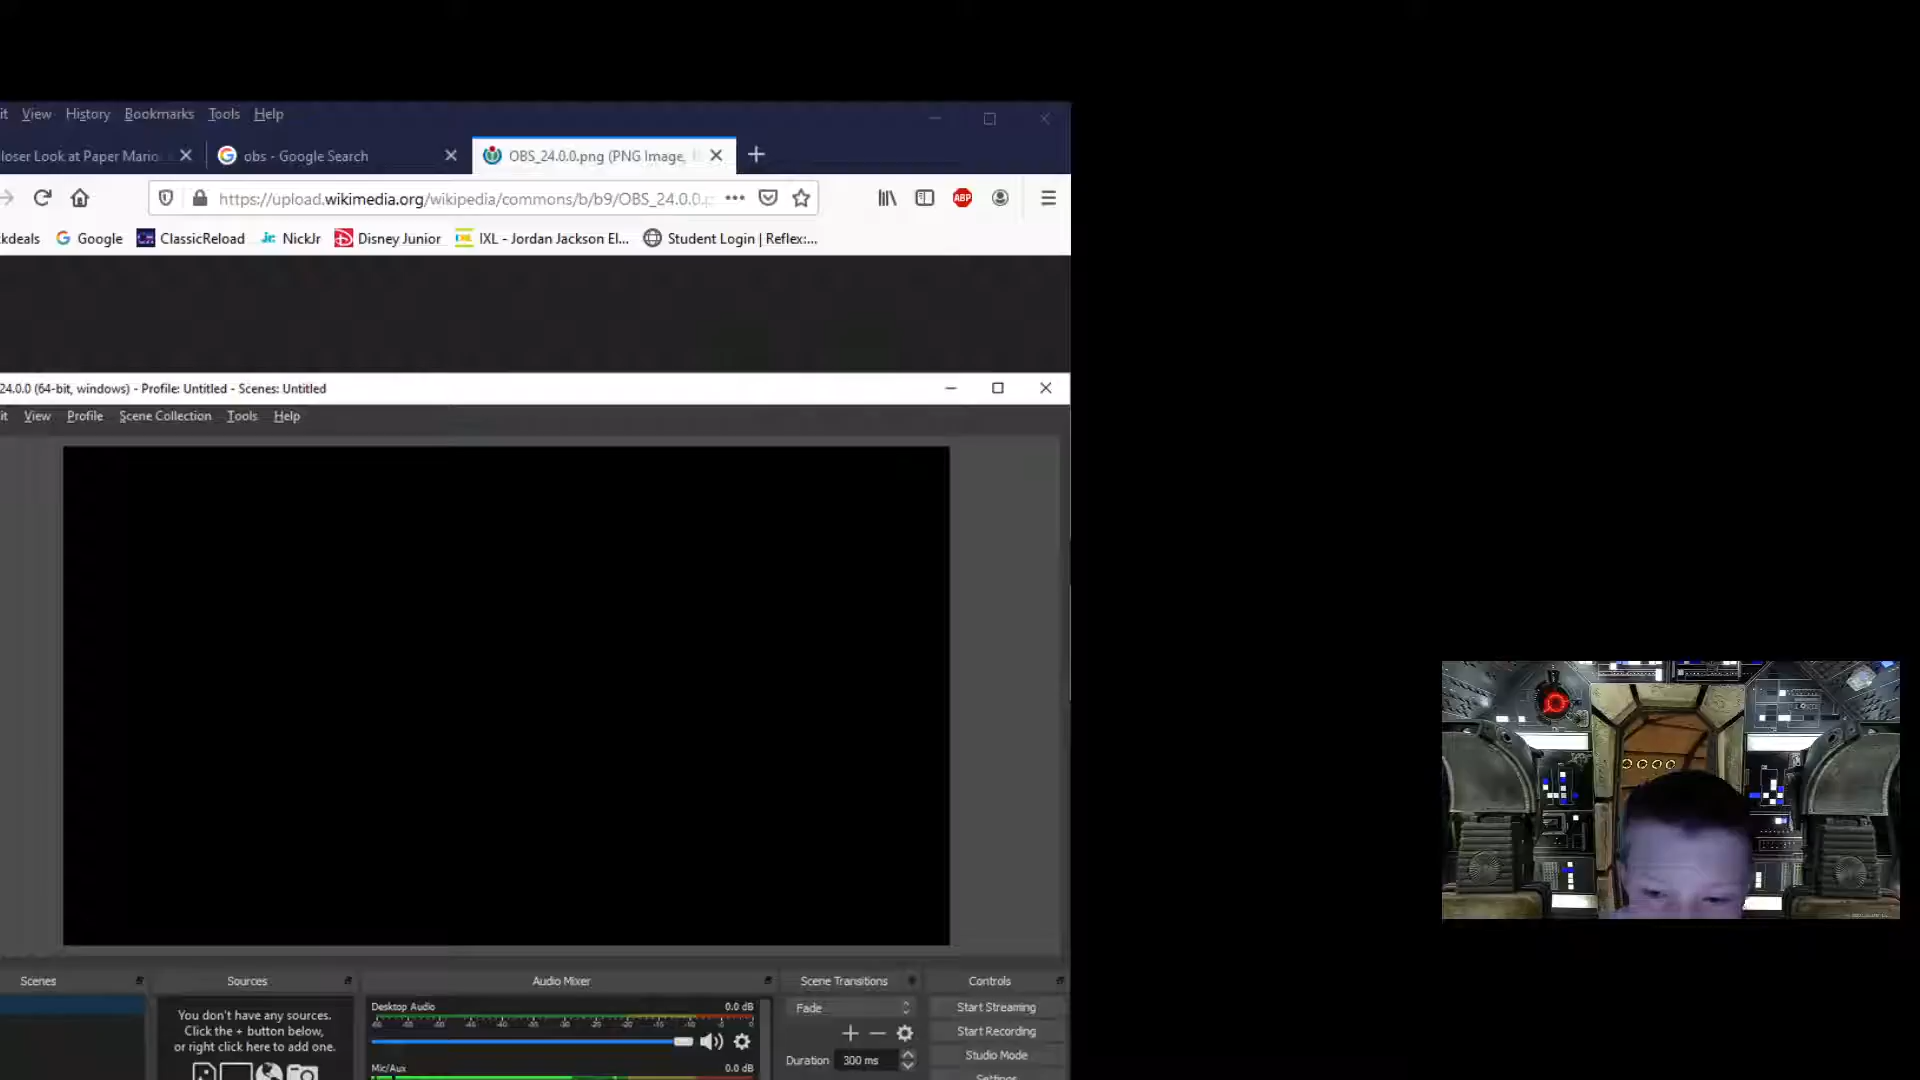 it View History Bookmarks Tools Help
loser Look at Paper Mario
obs - Google Search
OBS_24.0.0.png (PNG Image,
https://upload.wikimedia.org/wikipedia/commons/b/b9/OBS_24.0.0.p
ABP
kdeals Google ClassicReload NickJr Disney Junior IXL - Jordan Jackson El... Student Login | Reflex:...
24.0.0 (64-bit, windows) - Profile: Untitled - Scenes: Untitled
it View Profile Scene Collection Tools Help
Scenes Sources Audio Mixer Scene Transitions Controls
You don't have any sources.
Click the + button below,
or right click here to add one.
Desktop Audio 0.0 dB
Mic/Aux 0.0 dB
Fade
Duration 300 ms
Start Streaming
Start Recording
Studio Mode
Settings